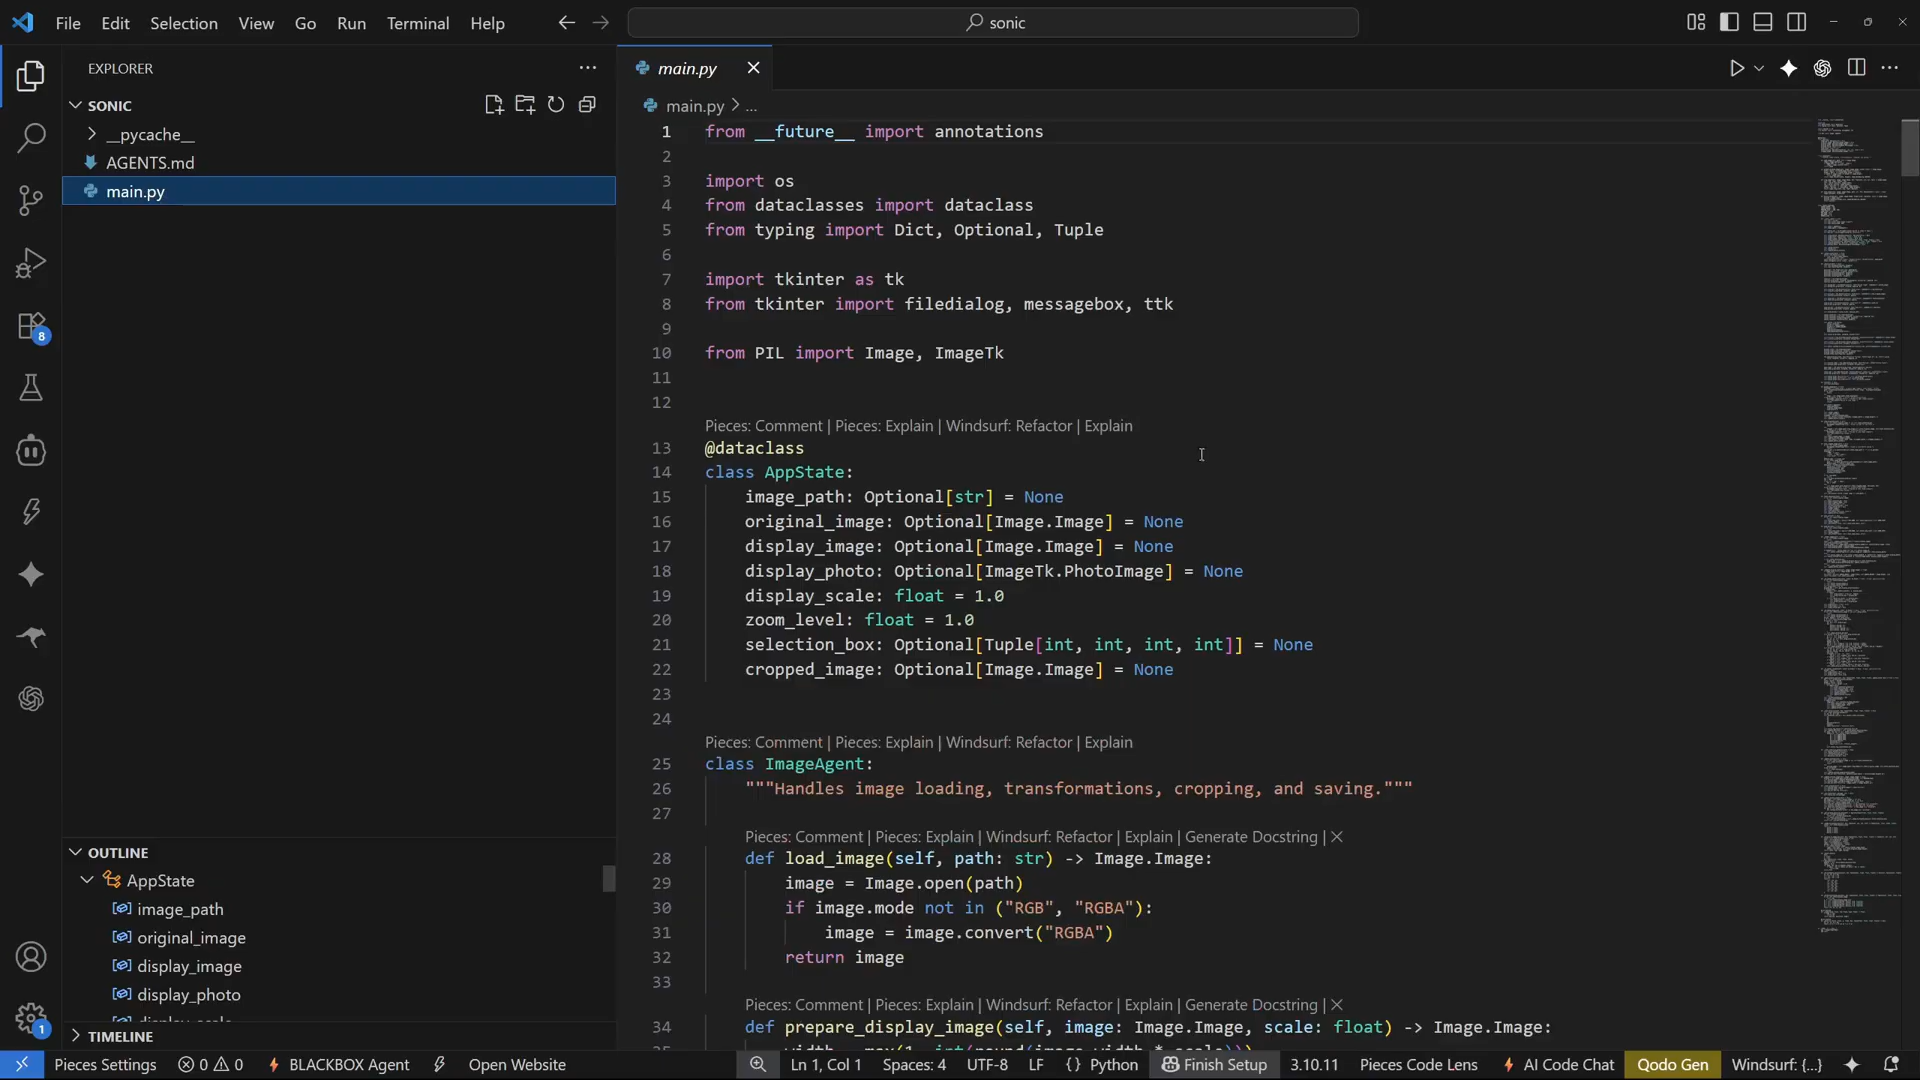 File Edit Selection View Go Run Terminal Help
sonic
EXPLORER
SONIC
__pycache__
AGENTS.md
main.py
8
OUTLINE
AppState
image_path
original_image
display_image
display_photo
TIMELINE
1
main.py
main.py > ...
1 from __future__ import annotations
2
3 import os
4 from dataclasses import dataclass
5 from typing import Dict, Optional, Tuple
6
7 import tkinter as tk
8 from tkinter import filedialog, messagebox, ttk
9
10 from PIL import Image, ImageTk
11
12
Pieces: Comment | Pieces: Explain | Windsurf: Refactor | Explain
13 @dataclass
14 class AppState:
15 image_path: Optional[str] = None
16 original_image: Optional[Image.Image] = None
17 display_image: Optional[Image.Image] = None
18 display_photo: Optional[ImageTk.PhotoImage] = None
19 display_scale: float = 1.0
20 zoom_level: float = 1.0
21 selection_box: Optional[Tuple[int, int, int, int]] = None
22 cropped_image: Optional[Image.Image] = None
23
24
Pieces: Comment | Pieces: Explain | Windsurf: Refactor | Explain
25 class ImageAgent:
26 """Handles image loading, transformations, cropping, and saving."""
27
Pieces: Comment | Pieces: Explain | Windsurf: Refactor | Explain | Generate Docstring | X
28 def load_image(self, path: str) -> Image.Image:
29 image = Image.open(path)
30 if image.mode not in ("RGB", "RGBA"):
31 image = image.convert("RGBA")
32 return image
33
Pieces: Comment | Pieces: Explain | Windsurf: Refactor | Explain | Generate Docstring | X
34 def prepare_display_image(self, image: Image.Image, scale: float) -> Image.Image:
Pieces Settings 0 0 BLACKBOX Agent Open Website Ln 1, Col 1 Spaces: 4 UTF-8 LF {} Python Finish Setup 3.10.11 Pieces Code Lens AI Code Chat Qodo Gen Windsurf: {...}